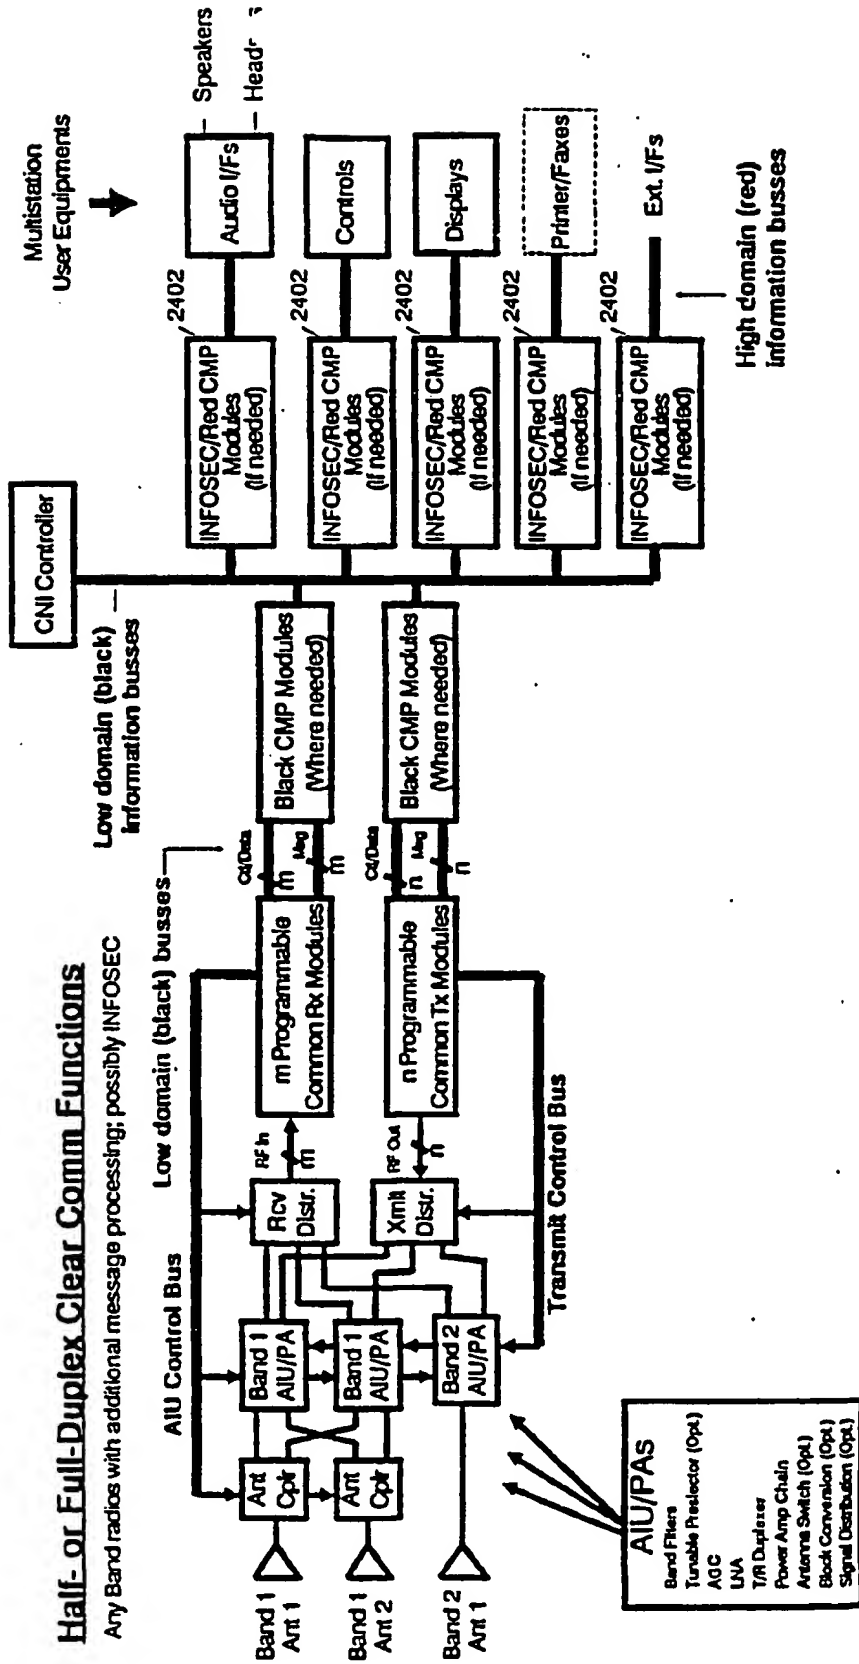 Half- or Full-Duplex Clear Comm Functions
Any Band radios with additional message processing; possibly INFOSEC
Band 1
Ant 1
Band 1
Ant 2
Band 2
Ant 1
Ant
Cplr
Ant
Cplr
AIU Control Bus
Band 1
AIU/PA
Band 1
AIU/PA
Band 2
AIU/PA
Rcv
Distr.
Xmit
Distr.
RF In
m
RF Out
n
Transmit Control Bus
m Programmable
Common Rx Modules
n Programmable
Common Tx Modules
Low domain (black) busses
Ctl/Data
m
Msg
m
Ctl/Data
n
Msg
n
Black CMP Modules
(Where needed)
Black CMP Modules
(Where needed)
Low domain (black)
information busses
CNI Controller
INFOSEC/Red CMP
Modules
(If needed)
2402
INFOSEC/Red CMP
Modules
(If needed)
2402
INFOSEC/Red CMP
Modules
(If needed)
2402
INFOSEC/Red CMP
Modules
(If needed)
2402
INFOSEC/Red CMP
Modules
(If needed)
2402
Multistation
User Equipments
Audio I/Fs
Speakers
Controls
Displays
Printer/Faxes
Ext. I/Fs
High domain (red)
information busses
AIU/PAs
Band Filters
Tunable Preslector (Opt)
AGC
LNA
T/R Duplexer
Power Amp Chain
Antenna Switch (Opt)
Block Conversion (Opt)
Signal Distribution (Opt)